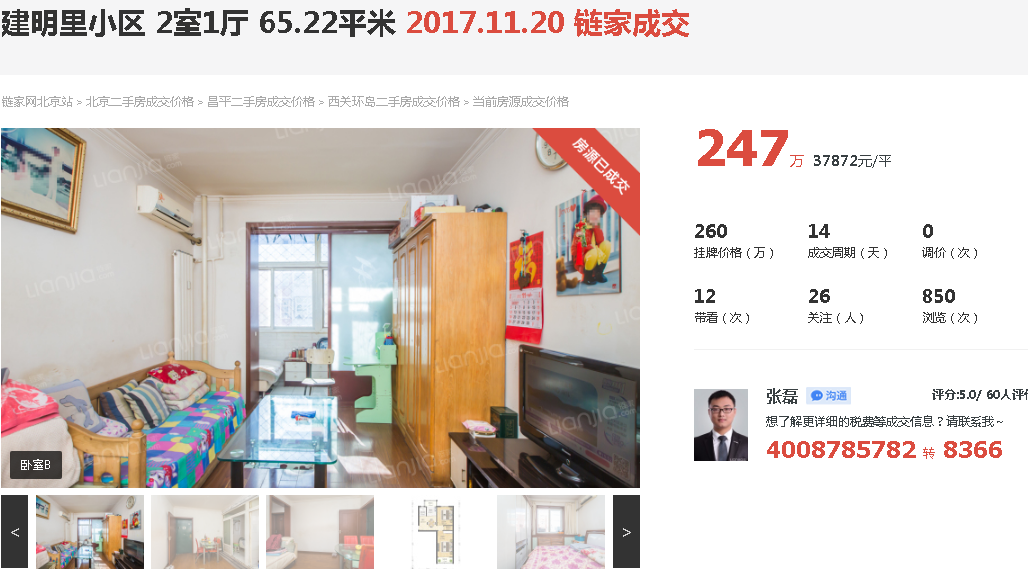 建明里小区 2室1厅 65.22平米 2017.11.20 链家成交
链家网北京站 > 北京二手房成交价格 > 昌平二手房成交价格 > 西关环岛二手房成交价格 > 当前房源成交价格
房源已成交
Lianjia
Lianjia
Lianjia
Lianjia
Lianjia
Lianjia
Lianjia
卧室B
<
>
247 万 37872元/平
260 14 0
挂牌价格（万） 成交周期（天） 调价（次）
12 26 850
带看（次） 关注（人） 浏览（次）
张磊 沟通 评分:5.0/ 60人评
想了解更详细的税费等成交信息？请联系我~
4008785782 转 8366